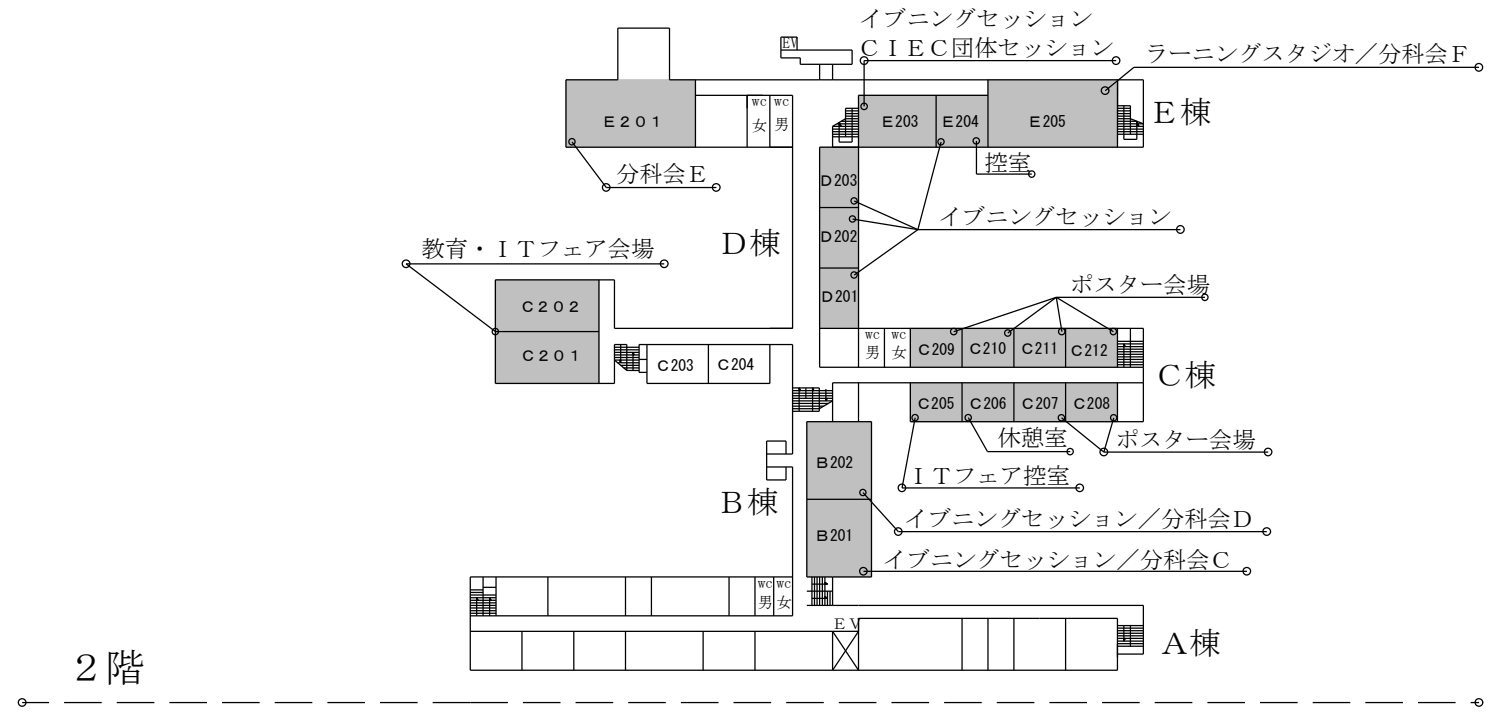 イブニングセッション
ＣＩＥＣ団体セッション
ラーニングスタジオ／分科会Ｆ
EV
WC
女
WC
男
Ｅ201
Ｅ203
Ｅ204
Ｅ205
Ｅ棟
分科会Ｅ
控室
Ｄ203
イブニングセッション
Ｄ202
Ｄ棟
教育・ＩＴフェア会場
Ｄ201
ポスター会場
Ｃ202
Ｃ201
Ｃ203
Ｃ204
WC
男
WC
女
Ｃ209
Ｃ210
Ｃ211
Ｃ212
Ｃ棟
Ｃ205
Ｃ206
Ｃ207
Ｃ208
休憩室
ポスター会場
ＩＴフェア控室
Ｂ202
Ｂ棟
イブニングセッション／分科会Ｄ
Ｂ201
イブニングセッション／分科会Ｃ
WC
男
WC
女
ＥＶ
Ａ棟
２階